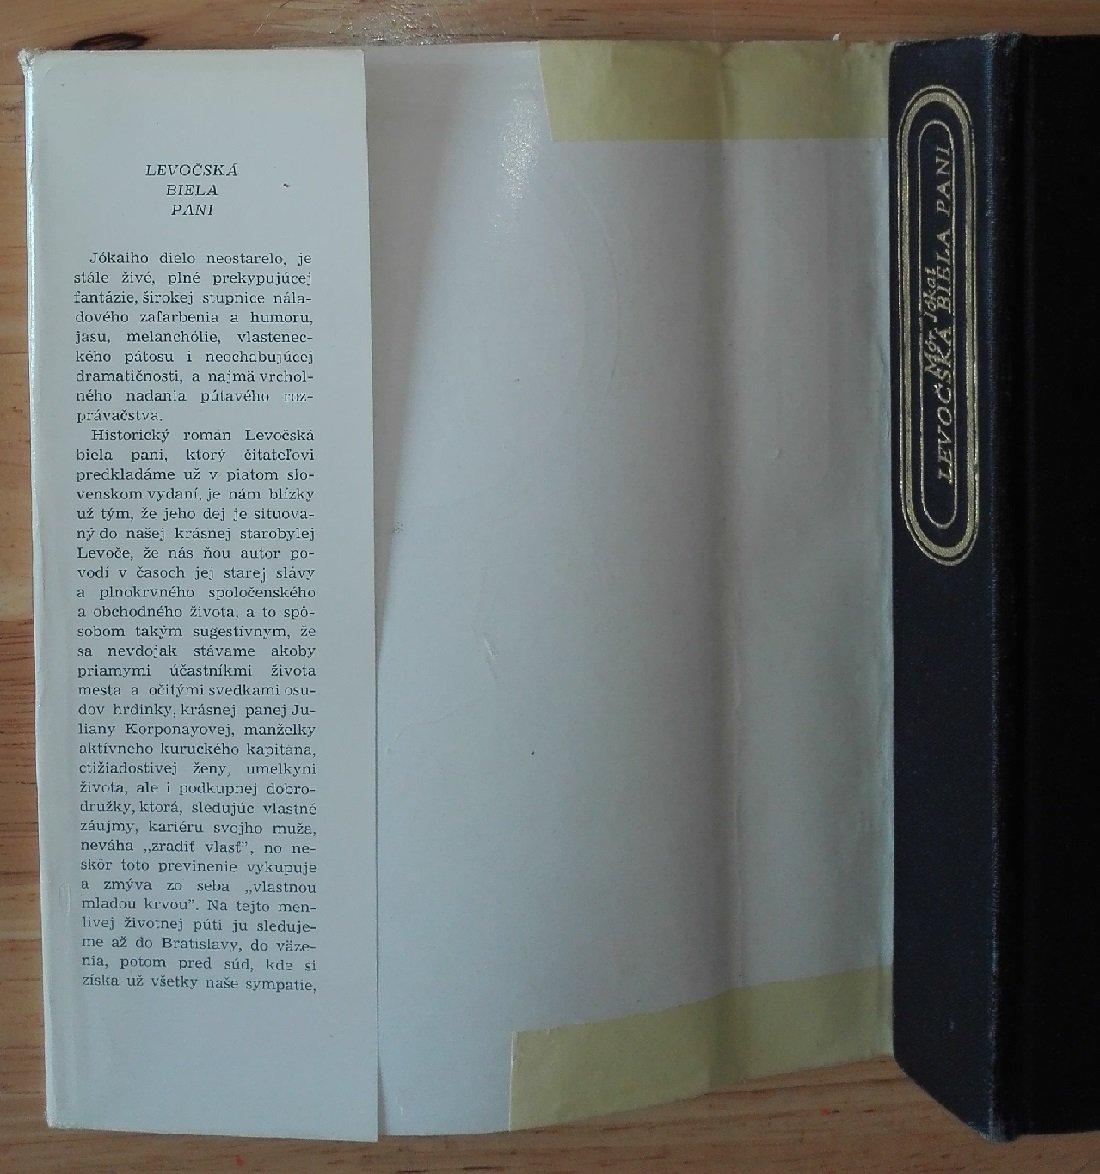 LEVOČSKÁ
BIELA
PANI
Jókaiho dielo neostarelo, je
stále živé, plné prekypujúcej
fantázie, širokej stupnice nála-
dového zafarbenia a humoru,
jasu, melanchólie, vlastenec-
kého pátosu i neochabujúcej
dramatičnosti, a najmä vrchol-
ného nadania pútavého roz-
právačstva.
Historický román Levočská
biela pani, ktorý čitateľovi
predkladáme už v piatom slo-
venskom vydaní, je nám blízky
už tým, že jeho dej je situova-
ný do našej krásnej starobylej
Levoče, že nás ňou autor po-
vodí v časoch jej starej slávy
a plnokrvného spoločenského
a obchodného života, a to spô-
sobom takým sugestívnym, že
sa nevdojak stávame akoby
priamymi účastníkmi života
mesta a očitými svedkami osu-
dov hrdinky, krásnej panej Ju-
liany Korponayovej, manželky
aktívneho kuruckého kapitána,
ctižiadostivej ženy, umelkyni
života, ale i podkupnej dobro-
družky, ktorá, sledujúc vlastné
záujmy, kariéru svojho muža,
neváha „zradiť vlasť”, no ne-
skôr toto previnenie vykupuje
a zmýva zo seba „vlastnou
mladou krvou”. Na tejto men-
livej životnej púti ju sleduje-
me až do Bratislavy, do väze-
nia, potom pred súd, kde si
získa už všetky naše sympatie,
Mór Jókai
LEVOČSKÁ BIELA PANI